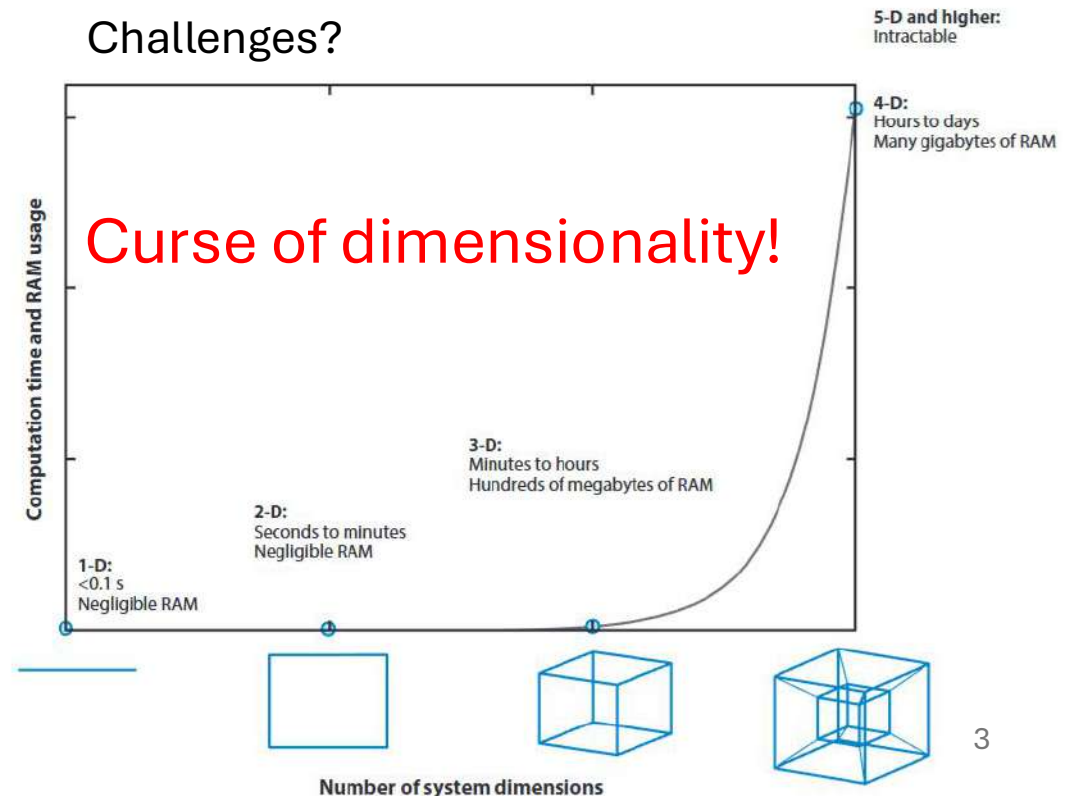 Challenges?
5-D and higher:
Intractable
4-D:
Hours to days
Many gigabytes of RAM
Curse of dimensionality!
Computation time and RAM usage
3-D:
Minutes to hours
Hundreds of megabytes of RAM
2-D:
Seconds to minutes
Negligible RAM
1-D:
<0.1 s
Negligible RAM
3
Number of system dimensions